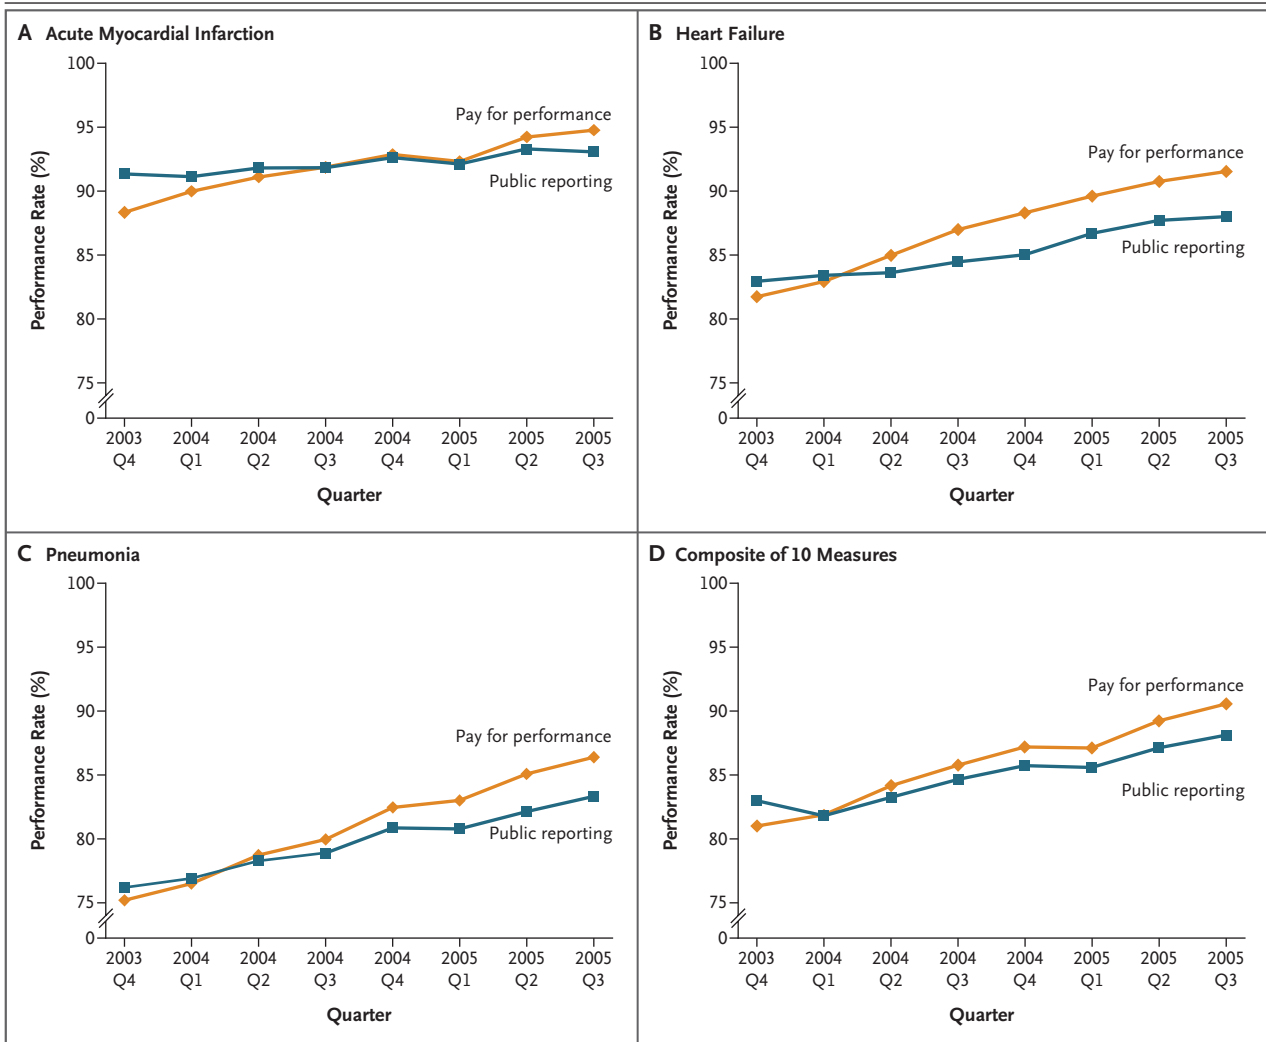 A Acute Myocardial Infarction
100
95
90
85
80
75
0
Performance Rate (%)
Pay for performance
Public reporting
2003 2004 2004 2004 2004 2005 2005 2005
Q4 Q1 Q2 Q3 Q4 Q1 Q2 Q3
Quarter
B Heart Failure
100
95
90
85
80
75
0
Performance Rate (%)
Pay for performance
Public reporting
2003 2004 2004 2004 2004 2005 2005 2005
Q4 Q1 Q2 Q3 Q4 Q1 Q2 Q3
Quarter
C Pneumonia
100
95
90
85
80
75
0
Performance Rate (%)
Pay for performance
Public reporting
2003 2004 2004 2004 2004 2005 2005 2005
Q4 Q1 Q2 Q3 Q4 Q1 Q2 Q3
Quarter
D Composite of 10 Measures
100
95
90
85
80
75
0
Performance Rate (%)
Pay for performance
Public reporting
2003 2004 2004 2004 2004 2005 2005 2005
Q4 Q1 Q2 Q3 Q4 Q1 Q2 Q3
Quarter